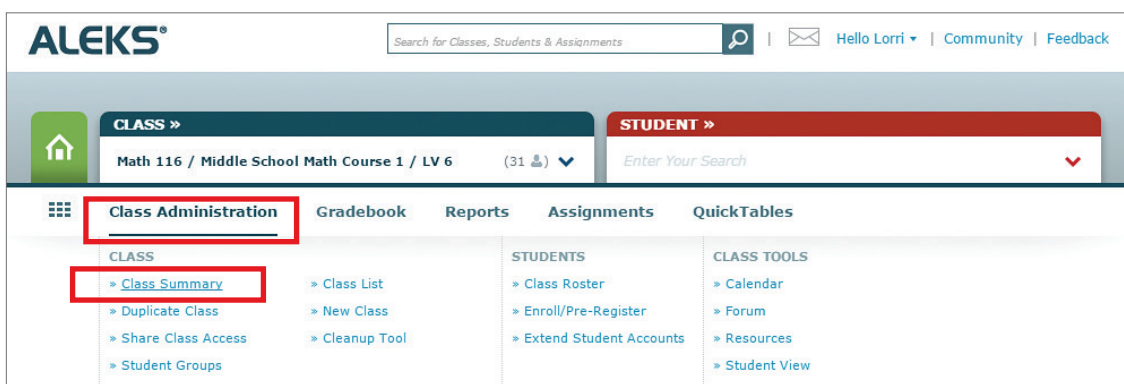 ALEKS®
Search for Classes, Students & Assignments | Hello Lorri | Community | Feedback
CLASS »
Math 116 / Middle School Math Course 1 / LV 6 (31)
STUDENT »
Enter Your Search
Class Administration Gradebook Reports Assignments QuickTables
CLASS
» Class Summary
» Duplicate Class
» Share Class Access
» Student Groups
» Class List
» New Class
» Cleanup Tool
STUDENTS
» Class Roster
» Enroll/Pre-Register
» Extend Student Accounts
CLASS TOOLS
» Calendar
» Forum
» Resources
» Student View